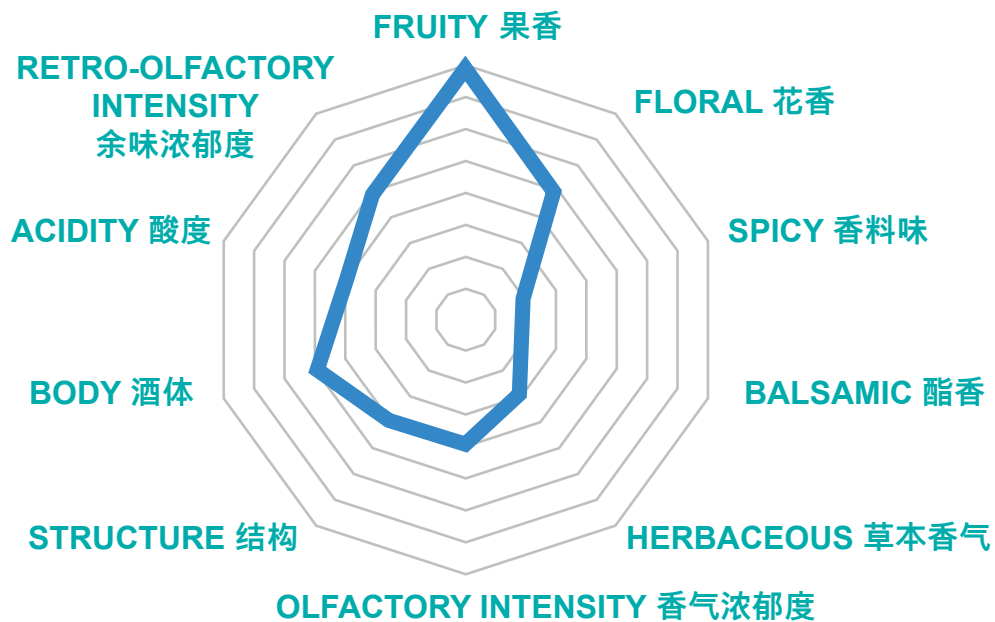 FRUITY 果香
RETRO-OLFACTORY
INTENSITY
余味浓郁度
FLORAL 花香
ACIDITY 酸度
SPICY 香料味
BODY 酒体
BALSAMIC 酯香
STRUCTURE 结构
HERBACEOUS 草本香气
OLFACTORY INTENSITY 香气浓郁度